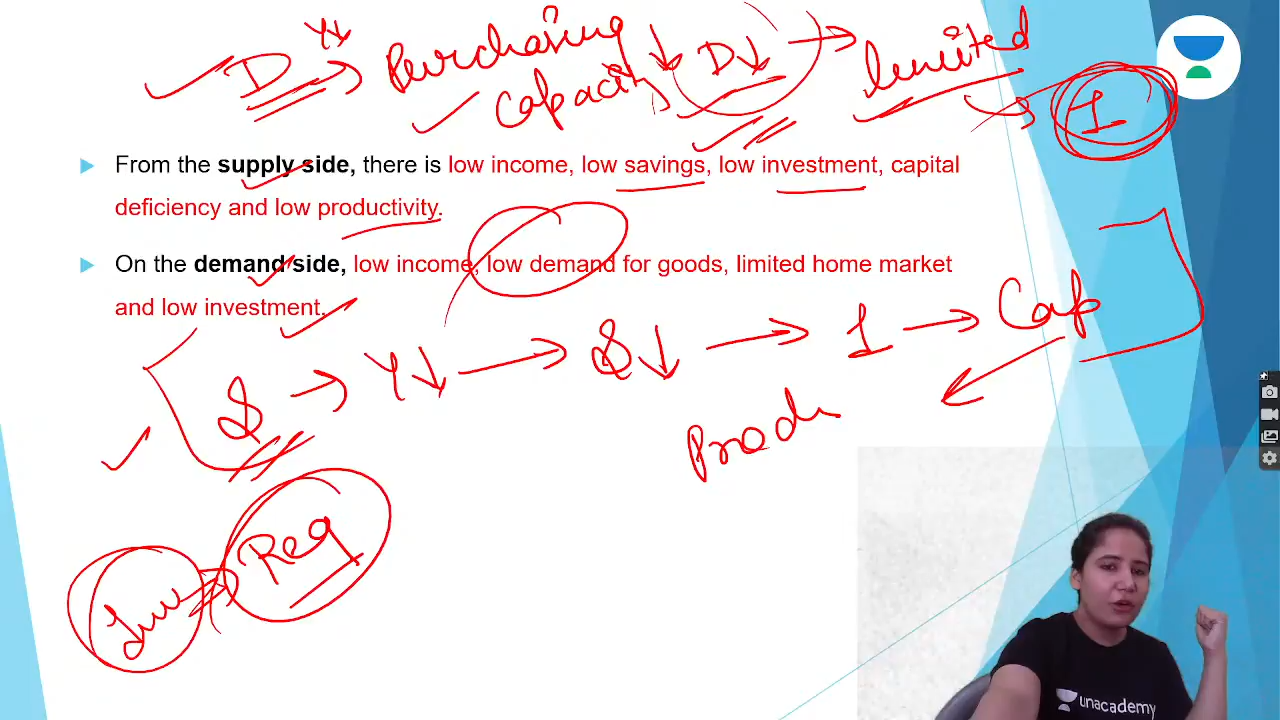 Y↓
D → Purchasing ↓ D↓ → limited
Capacity
→ I
From the supply side, there is low income, low savings, low investment, capital
deficiency and low productivity.
On the demand side, low income, low demand for goods, limited home market
and low investment.
S → Y↓ → S↓ → I → Cap
Prodn
Req
Inv
unacademy